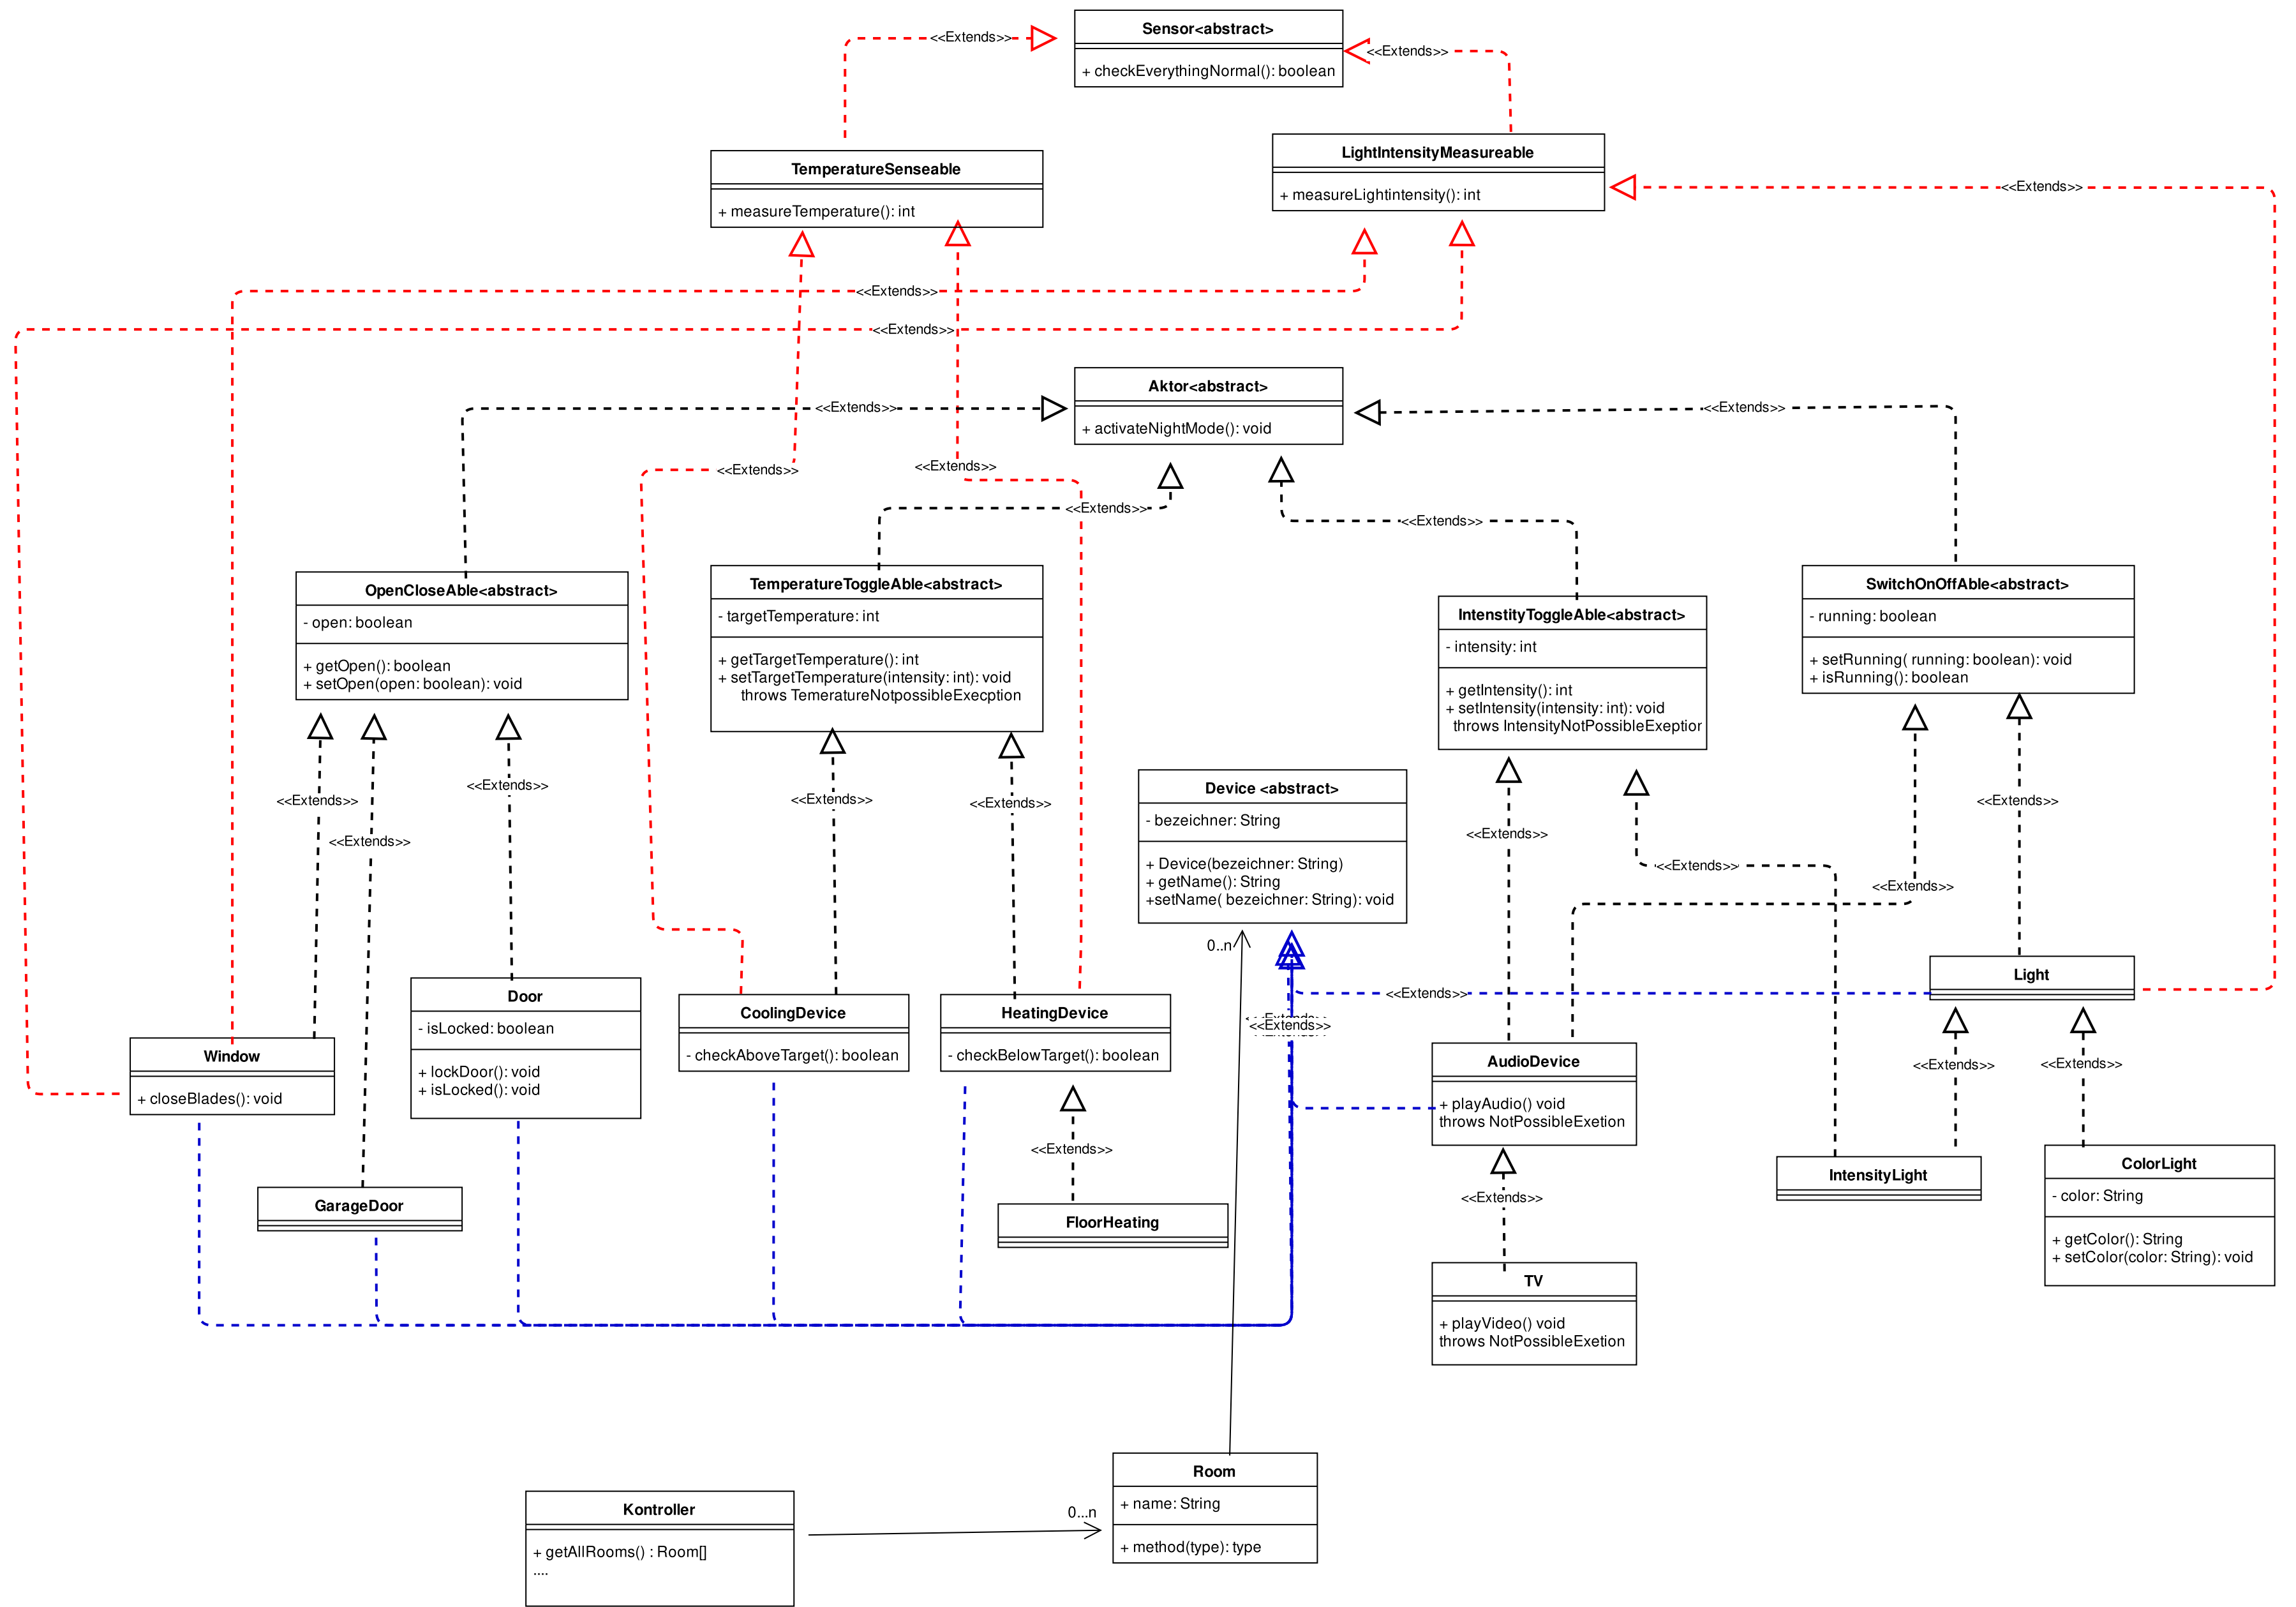 Sensor<abstract>
+ checkEverythingNormal(): boolean
<<Extends>>
<<Extends>>
TemperatureSenseable
+ measureTemperature(): int
LightIntensityMeasureable
+ measureLightintensity(): int
<<Extends>>
<<Extends>>
<<Extends>>
Aktor<abstract>
+ activateNightMode(): void
<<Extends>>
<<Extends>>
<<Extends>>
<<Extends>>
<<Extends>>
<<Extends>>
OpenCloseAble<abstract>
- open: boolean
+ getOpen(): boolean
+ setOpen(open: boolean): void
TemperatureToggleAble<abstract>
- targetTemperature: int
+ getTargetTemperature(): int
+ setTargetTemperature(intensity: int): void
throws TemeratureNotpossibleExecption
IntenstityToggleAble<abstract>
- intensity: int
+ getIntensity(): int
+ setIntensity(intensity: int): void
throws IntensityNotPossibleExeption
SwitchOnOffAble<abstract>
- running: boolean
+ setRunning( running: boolean): void
+ isRunning(): boolean
<<Extends>>
<<Extends>>
<<Extends>>
<<Extends>>
<<Extends>>
Device <abstract>
- bezeichner: String
+ Device(bezeichner: String)
+ getName(): String
+setName( bezeichner: String): void
<<Extends>>
<<Extends>>
<<Extends>>
<<Extends>>
0..n
<<Extends>>
<<Extends>>
Light
Door
- isLocked: boolean
+ lockDoor(): void
+ isLocked(): void
CoolingDevice
- checkAboveTarget(): boolean
HeatingDevice
- checkBelowTarget(): boolean
Window
+ closeBlades(): void
AudioDevice
+ playAudio() void
throws NotPossibleExetion
<<Extends>>
<<Extends>>
<<Extends>>
<<Extends>>
GarageDoor
FloorHeating
IntensityLight
ColorLight
- color: String
+ getColor(): String
+ setColor(color: String): void
TV
+ playVideo() void
throws NotPossibleExetion
Room
+ name: String
+ method(type): type
0...n
Kontroller
+ getAllRooms() : Room[]
....